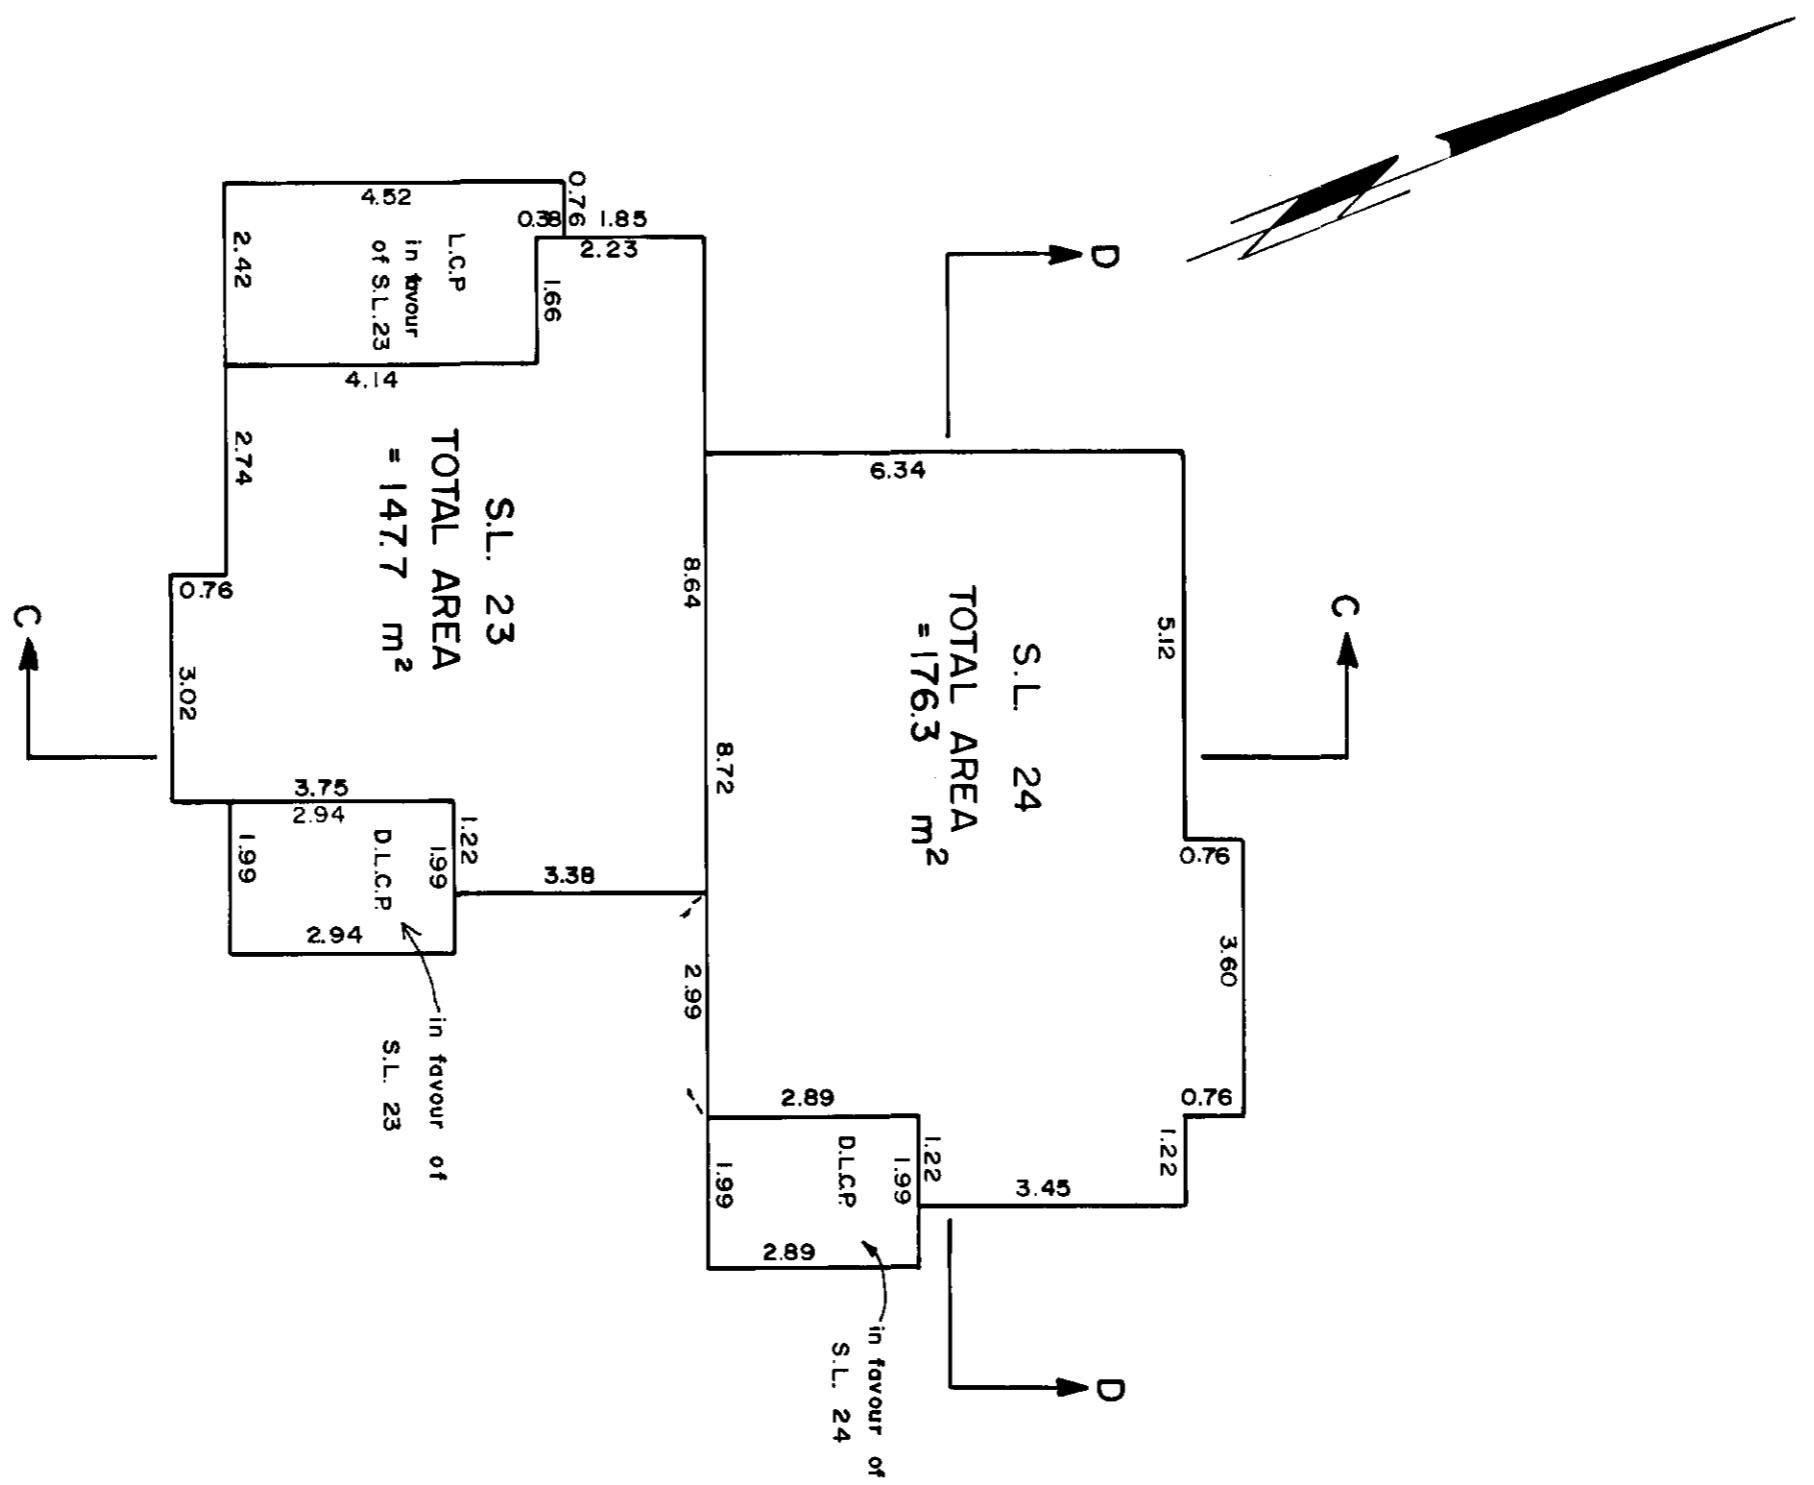 D
4.52
0.76
0.38
1.85
2.23
2.42
L.C.P
in favour
of S.L.23
1.66
4.14
2.74
S.L. 23
TOTAL AREA
= 147.7 m²
0.76
3.02
C
3.75
2.94
1.99
D.L.C.P.
1.99
1.22
2.94
in favour of
S.L. 23
3.38
8.64
8.72
2.99
6.34
S.L. 24
TOTAL AREA
= 176.3 m²
5.12
C
0.76
3.60
0.76
1.22
2.89
1.99
D.L.C.P.
1.99
1.22
3.45
2.89
in favour of
S.L. 24
D